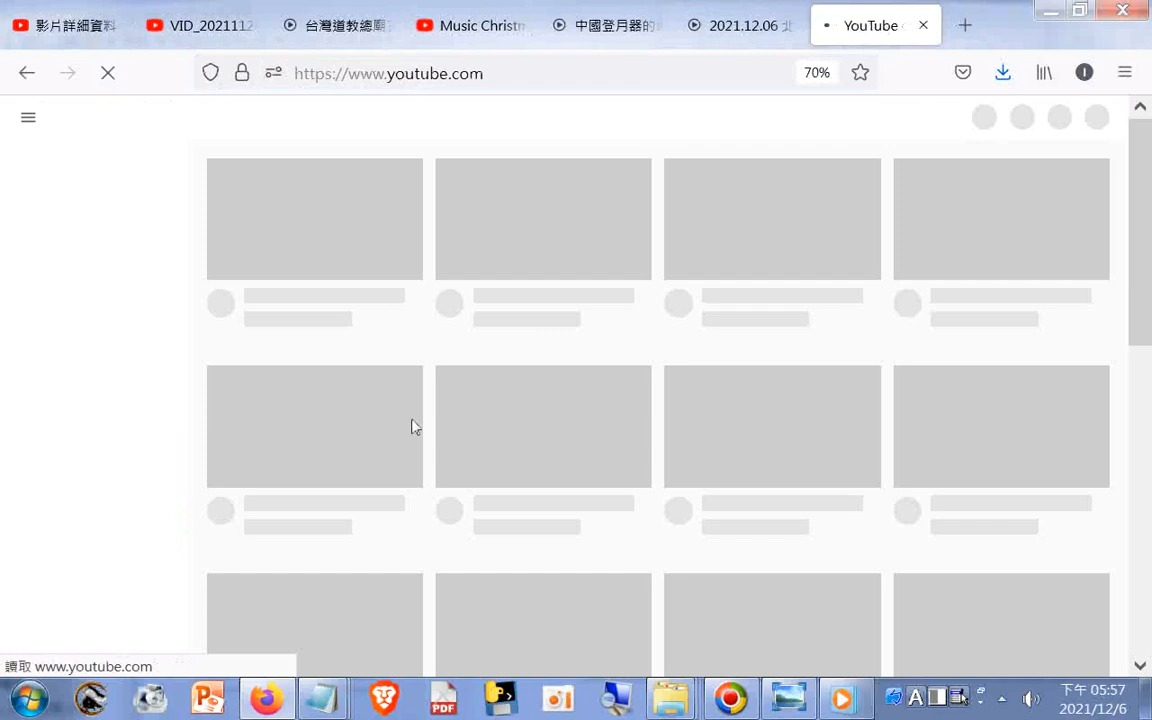 影片詳細資料
VID_2021112
台灣道教總廟
Music Christm
中國登月器的
2021.12.06 北
YouTube
https://www.youtube.com
70%
讀取 www.youtube.com
下午 05:57
2021/12/6